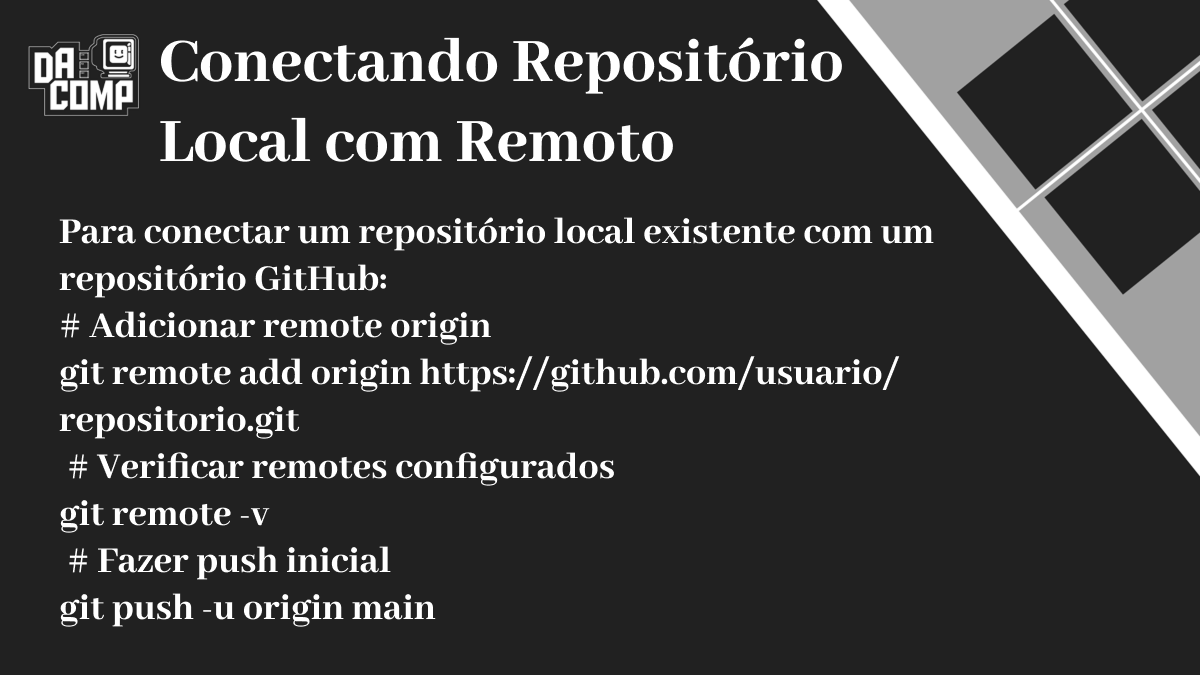 DA
COMP
Conectando Repositório
Local com Remoto
Para conectar um repositório local existente com um
repositório GitHub:
# Adicionar remote origin
git remote add origin https://github.com/usuario/
repositorio.git
# Verificar remotes configurados
git remote -v
# Fazer push inicial
git push -u origin main